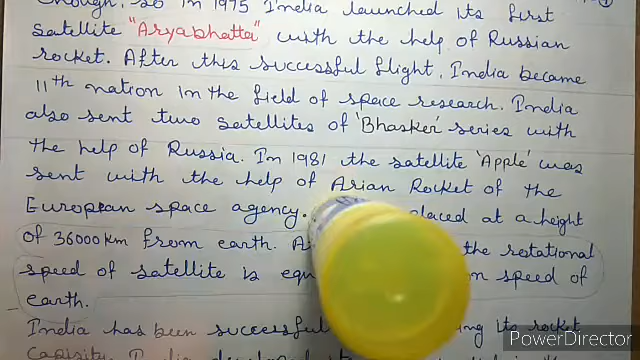 so in 1975 India launched its first
satellite "Aryabhatta" with the help of Russian
rocket. After this successful flight, India became
11th nation in the field of space research. India
also sent two satellites of 'Bhasker' series with
the help of Russia. In 1981 the satellite 'Apple' was
sent with the help of Arian Rocket of the
European space agency. placed at a height
of 36000 km from earth. the rotational
speed of satellite is speed of
earth.
India has been successful its rocket
PowerDirector